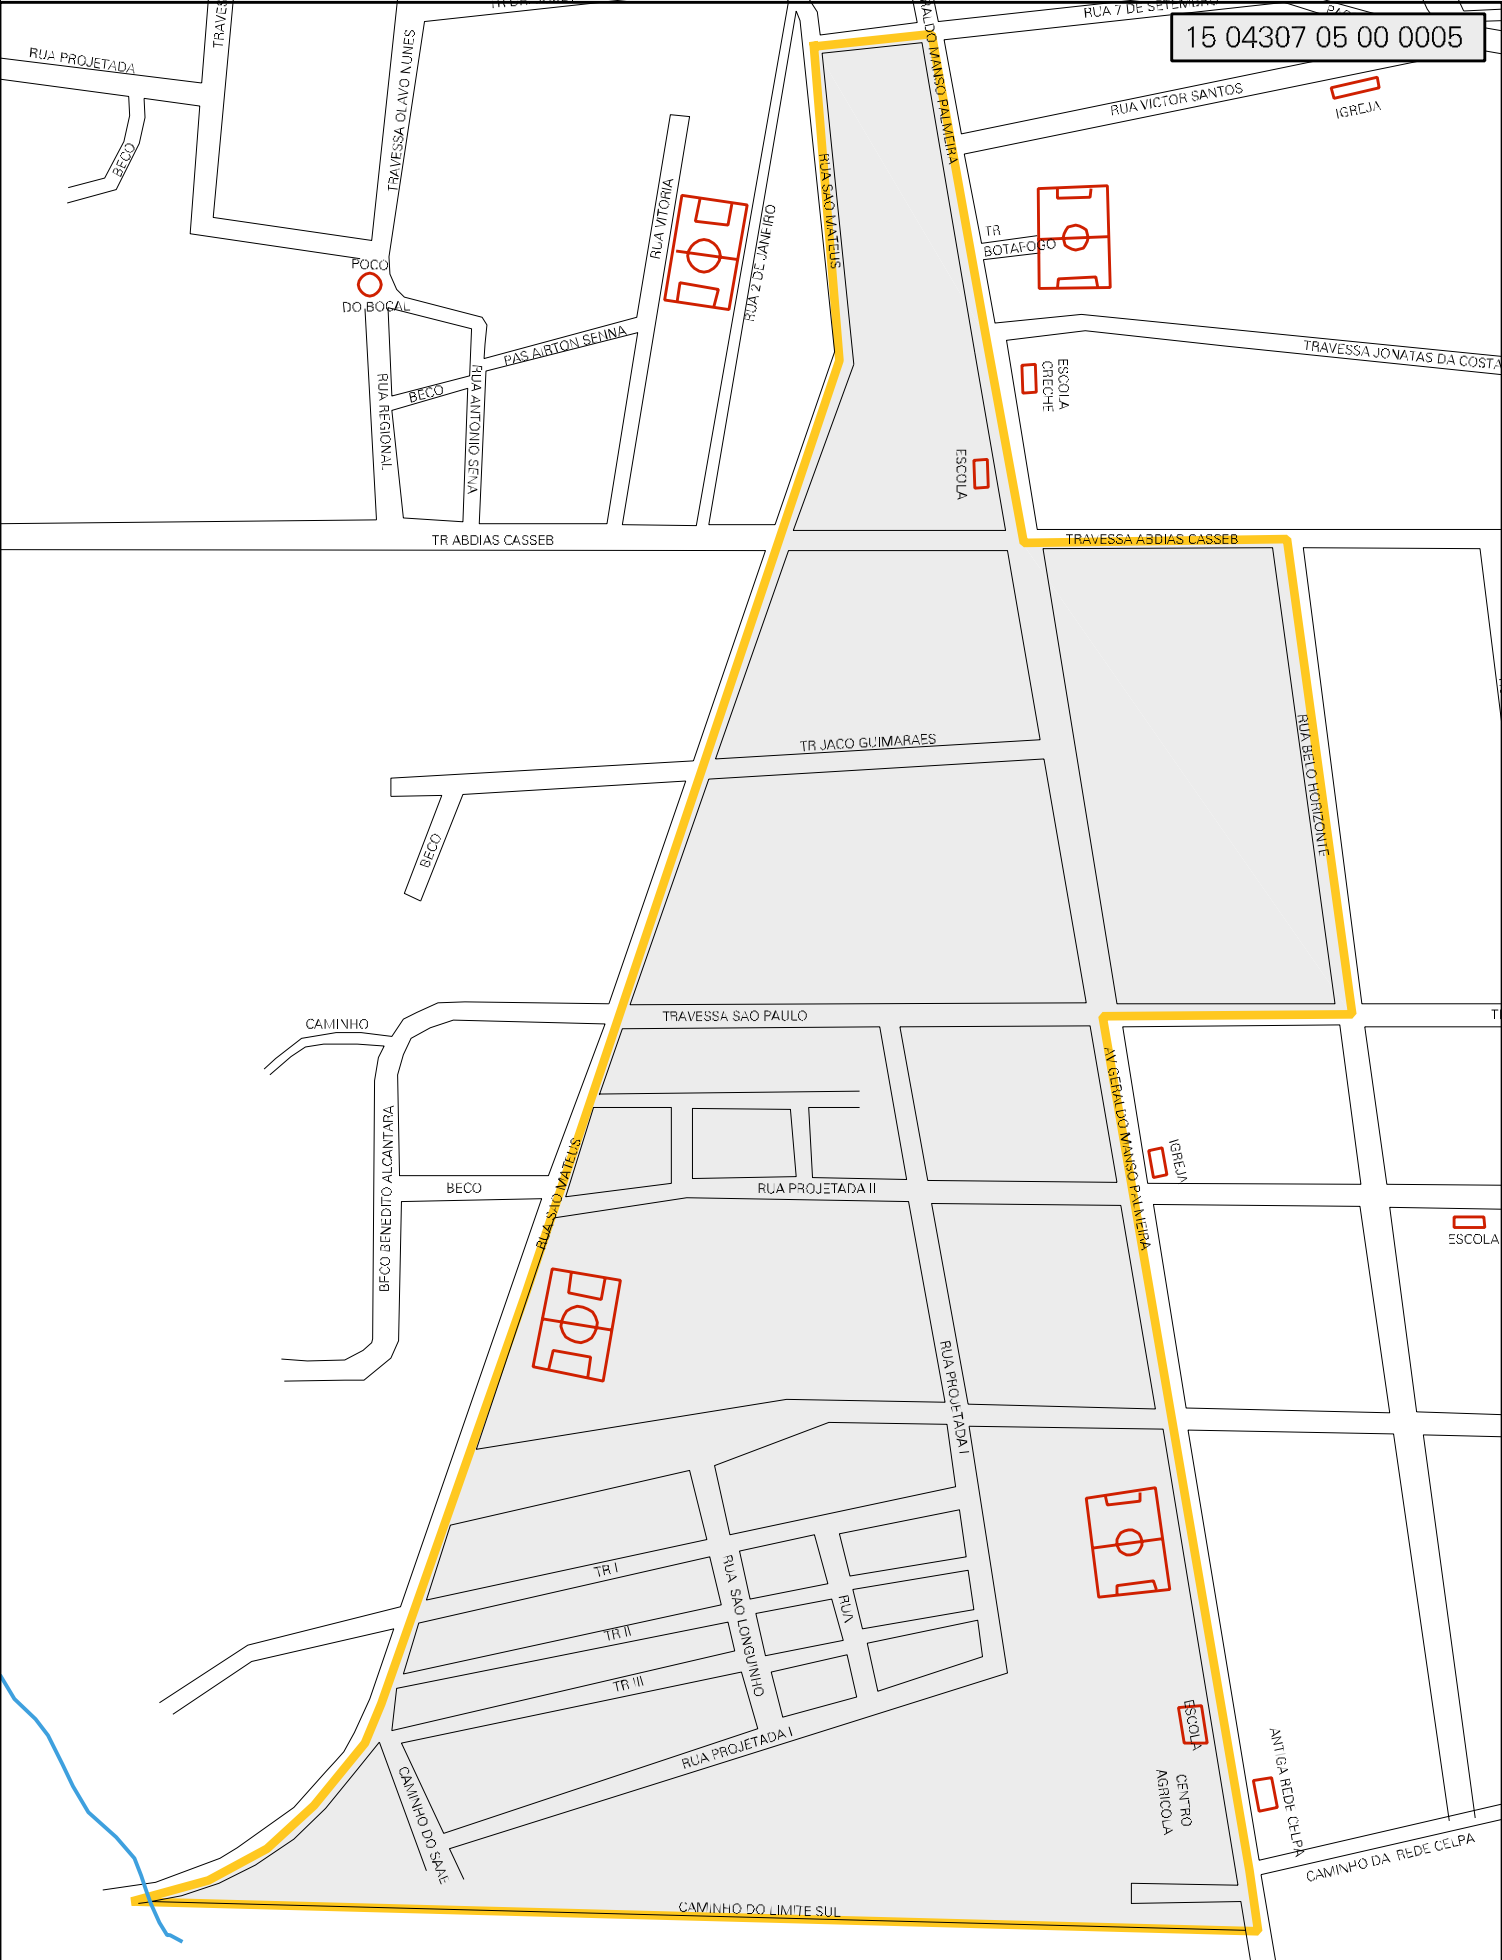 RUA 7 DE SETEMBRO
15 04307 05 00 0005
RUA PROJETADA
TRAVESSA OLAVO NUNES
RALDO MANSO PALMEIRA
RUA VICTOR SANTOS
IGREJA
BECO
RUA VITORIA
RUA 2 DE JANEIRO
RUA SAO MATEUS
TR
BOTAFOGO
POCO
DO BOCAL
PAS AIRTON SENNA
TRAVESSA JONATAS DA COSTA
ESCOLA
CRECHE
RUA REGIONAL
BECO
RUA ANTONIO SENA
ESCOLA
TR ABDIAS CASSEB
TRAVESSA ABDIAS CASSEB
TR JACO GUIMARAES
RUA BELO HORIZONTE
BECO
CAMINHO
TRAVESSA SAO PAULO
AV GERALDO MANSO PALMEIRA
BECO BENEDITO ALCANTARA
BECO
RUA SAO MATEUS
RUA PROJETADA II
IGREJA
ESCOLA
RUA PROJETADA I
TR I
RUA SAO LONGUINHO
RUA
TR II
TR III
RUA PROJETADA I
ESCOLA
CENTRO
AGRICOLA
ANTIGA REDE CELPA
CAMINHO DO SAAE
CAMINHO DA REDE CELPA
CAMINHO DO LIMITE SUL